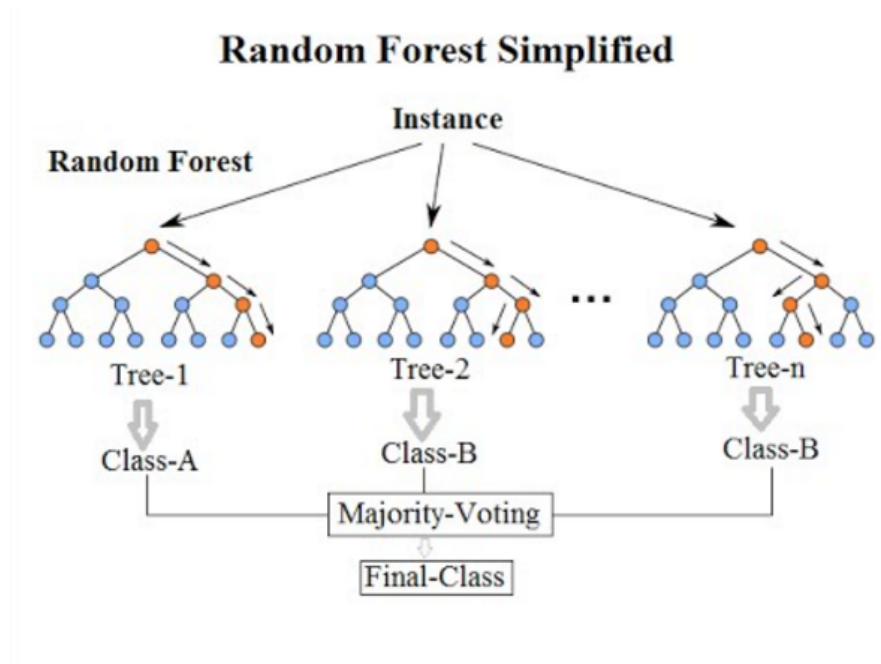 Random Forest Simplified
Instance
Random Forest
...
Tree-1
Tree-2
Tree-n
Class-A
Class-B
Class-B
Majority-Voting
Final-Class